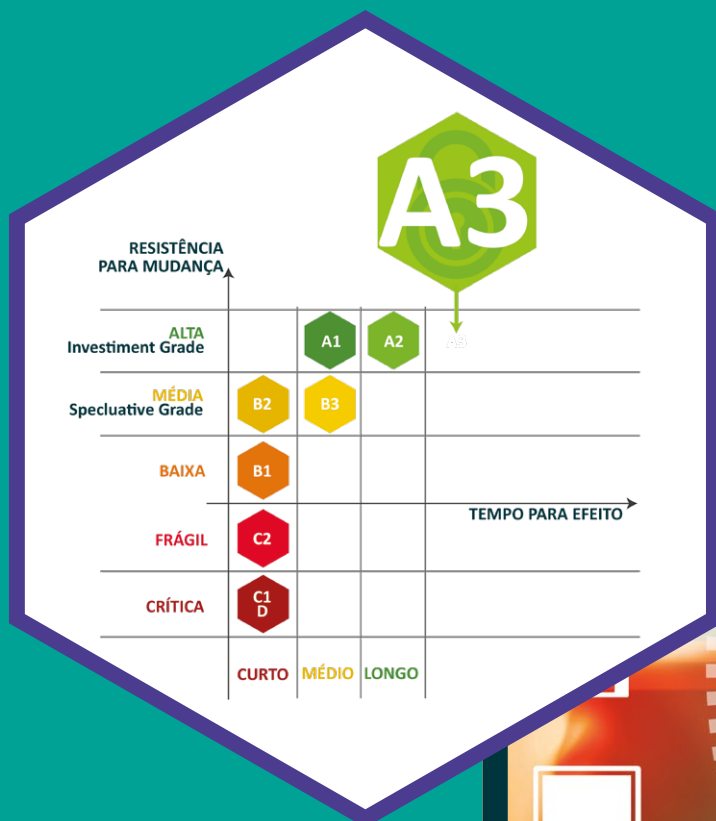 A3
RESISTÊNCIA
PARA MUDANÇA
ALTA
Investiment Grade
A1
A2
A3
MÉDIA
Specluative Grade
B2
B3
BAIXA
B1
TEMPO PARA EFEITO
FRÁGIL
C2
CRÍTICA
C1
D
CURTO
MÉDIO
LONGO